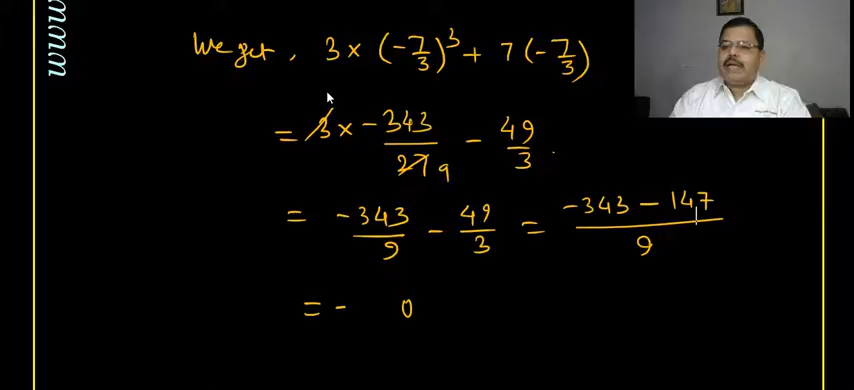 www
We get, 3 × (-7/3)^3 + 7(-7/3)
= 3 × -343/27 9 - 49/3 .
= -343/9 - 49/3 = -343 - 147/9
= - 0